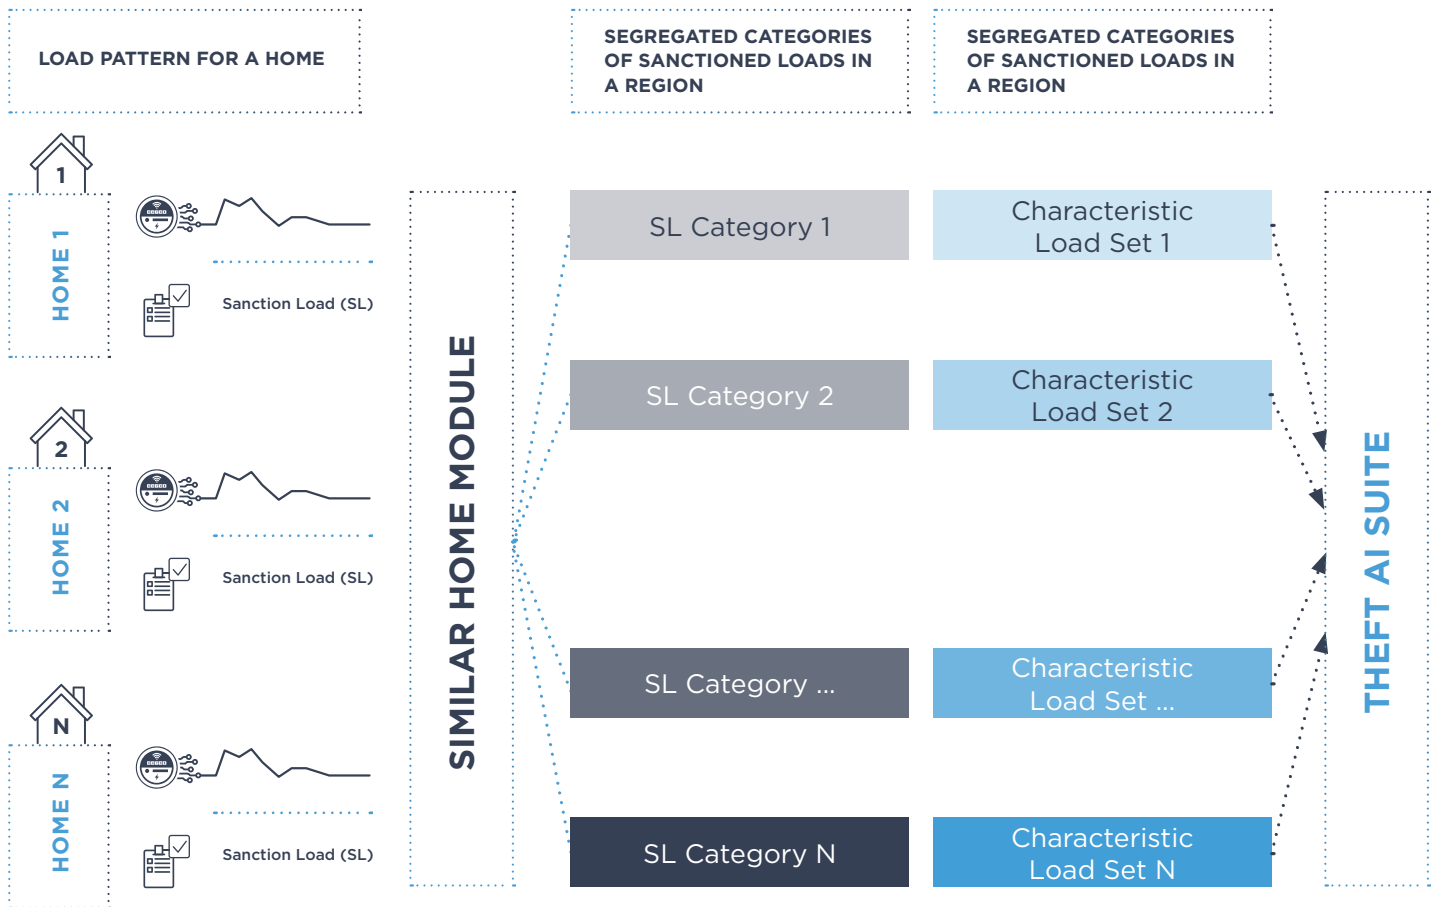 LOAD PATTERN FOR A HOME
SEGREGATED CATEGORIES
OF SANCTIONED LOADS IN
A REGION
SEGREGATED CATEGORIES
OF SANCTIONED LOADS IN
A REGION
1
HOME 1
Sanction Load (SL)
2
HOME 2
Sanction Load (SL)
N
HOME N
Sanction Load (SL)
SIMILAR HOME MODULE
SL Category 1
Characteristic
Load Set 1
SL Category 2
Characteristic
Load Set 2
SL Category ...
Characteristic
Load Set ...
SL Category N
Characteristic
Load Set N
THEFT AI SUITE